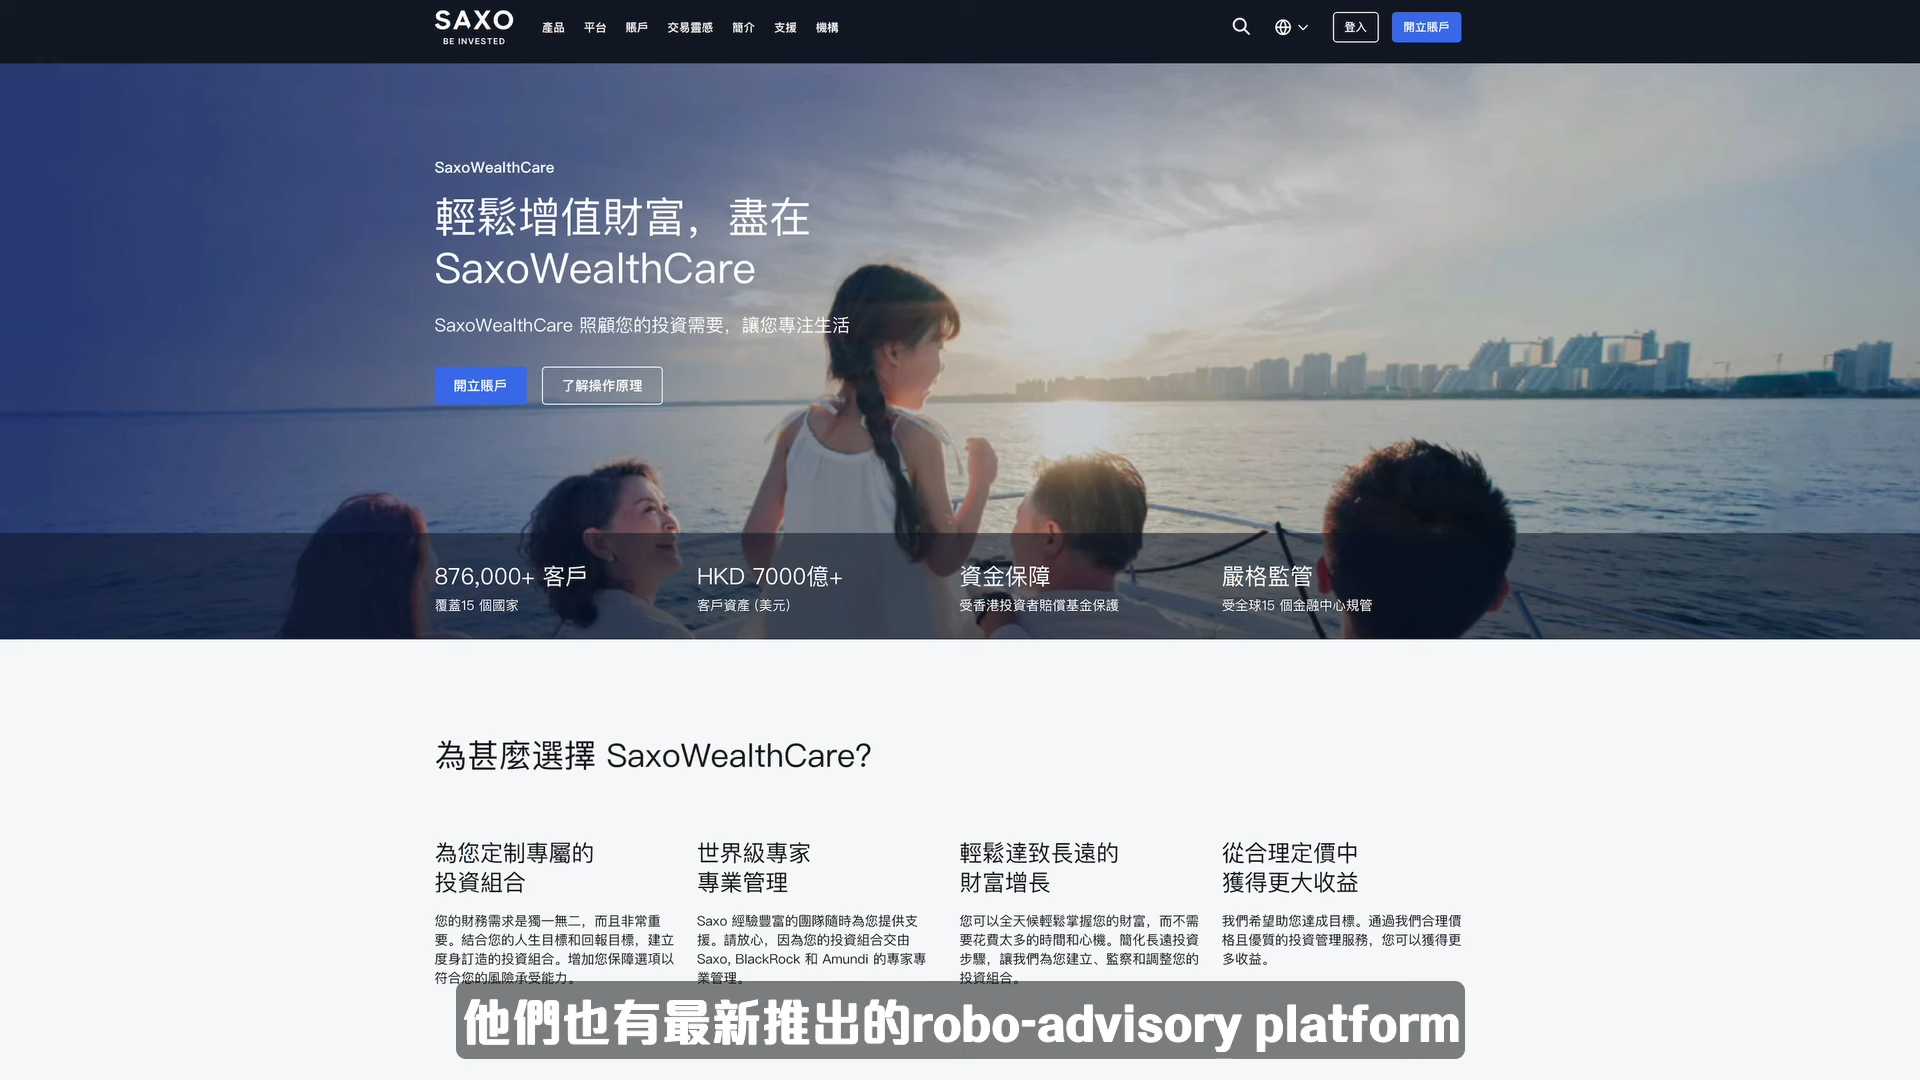 SAXO
BE INVESTED
產品 平台 賬戶 交易靈感 簡介 支援 機構
登入 開立賬戶
SaxoWealthCare
輕鬆增值財富，盡在
SaxoWealthCare
SaxoWealthCare 照顧您的投資需要，讓您專注生活
開立賬戶 了解操作原理
876,000+ 客戶
覆蓋15 個國家
HKD 7000億+
客戶資產 (美元)
資金保障
受香港投資者賠償基金保護
嚴格監管
受全球15 個金融中心規管
為甚麼選擇 SaxoWealthCare?
為您定制專屬的
投資組合
您的財務需求是獨一無二，而且非常重
要。結合您的人生目標和回報目標，建立
度身訂造的投資組合。增加您保障選項以
符合您的風險承受能力。
世界級專家
專業管理
Saxo 經驗豐富的團隊隨時為您提供支
援。請放心，因為您的投資組合交由
Saxo, BlackRock 和 Amundi 的專家專
業管理。
輕鬆達致長遠的
財富增長
您可以全天候輕鬆掌握您的財富，而不需
要花費太多的時間和心機。簡化長遠投資
步驟，讓我們為您建立、監察和調整您的
投資組合。
從合理定價中
獲得更大收益
我們希望助您達成目標。通過我們合理價
格且優質的投資管理服務，您可以獲得更
多收益。
他們也有最新推出的robo-advisory platform